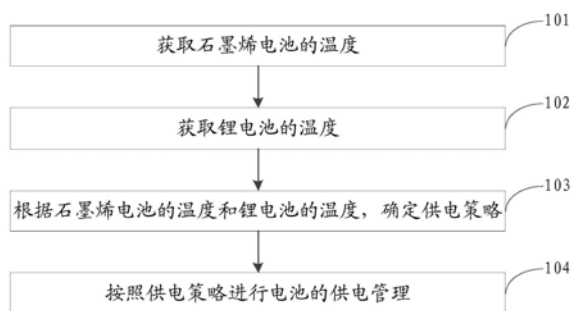 获取石墨烯电池的温度
101
获取锂电池的温度
102
根据石墨烯电池的温度和锂电池的温度，确定供电策略
103
按照供电策略进行电池的供电管理
104